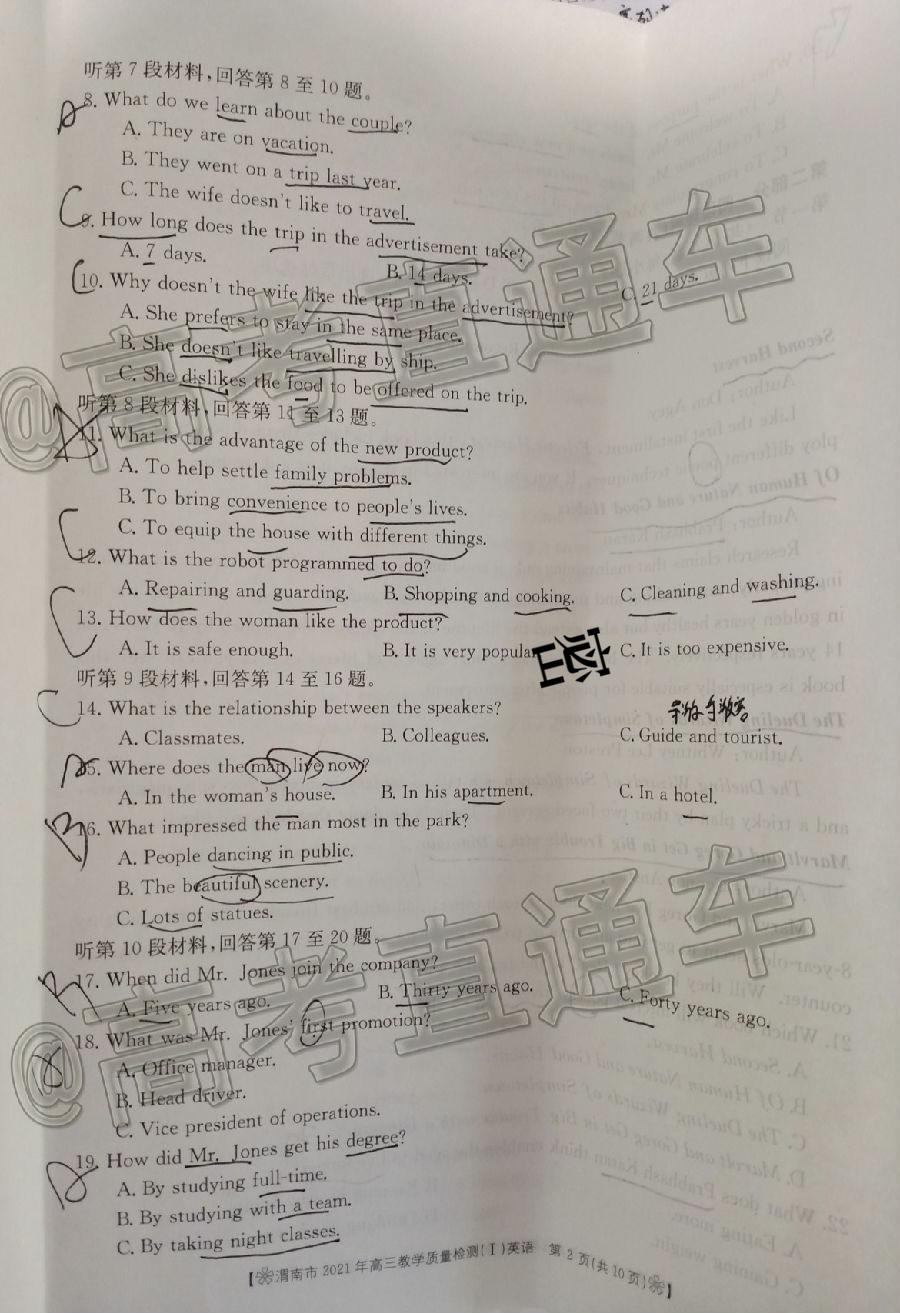 听第 7 段材料,回答第 8 至 10 题。
8. What do we learn about the couple?
A. They are on vacation.
B. They went on a trip last year.
C. The wife doesn't like to travel.
9. How long does the trip in the advertisement take?
A. 7 days. B. 14 days. C. 21 days.
10. Why doesn't the wife like the trip in the advertisement?
A. She prefers to stay in the same place.
B. She doesn't like travelling by ship.
C. She dislikes the food to be offered on the trip.
听第 8 段材料,回答第 11 至 13 题。
11. What is the advantage of the new product?
A. To help settle family problems.
B. To bring convenience to people's lives.
C. To equip the house with different things.
12. What is the robot programmed to do?
A. Repairing and guarding. B. Shopping and cooking. C. Cleaning and washing.
13. How does the woman like the product?
A. It is safe enough. B. It is very popular C. It is too expensive.
密
听第 9 段材料,回答第 14 至 16 题。
14. What is the relationship between the speakers?
A. Classmates. B. Colleagues. C. Guide and tourist.
15. Where does the man live now?
A. In the woman's house. B. In his apartment. C. In a hotel.
16. What impressed the man most in the park?
A. People dancing in public.
B. The beautiful scenery.
C. Lots of statues.
听第 10 段材料,回答第 17 至 20 题。
17. When did Mr. Jones join the company?
A. Five years ago. B. Thirty years ago. C. Forty years ago.
18. What was Mr. Jones' first promotion?
A. Office manager.
B. Head driver.
C. Vice president of operations.
19. How did Mr. Jones get his degree?
A. By studying full-time.
B. By studying with a team.
C. By taking night classes.
【渭南市 2021 年高三教学质量检测(Ⅰ)英语 第 2 页(共 10 页)】
@高考直通车
@高考直通车